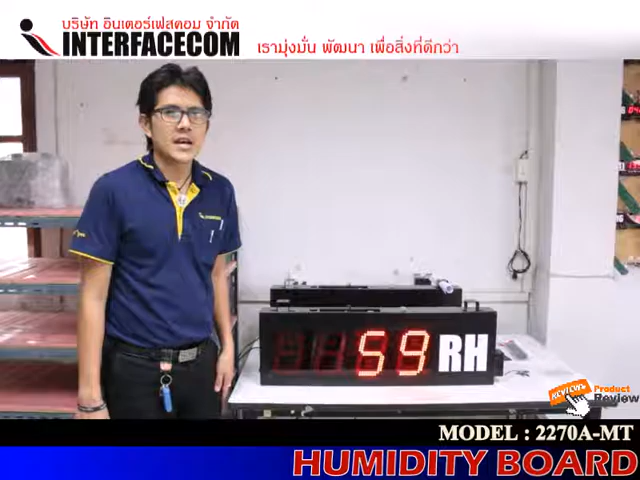 บริษัท อินเตอร์เฟสคอม จำกัด
INTERFACECOM
เรามุ่งมั่น พัฒนา เพื่อสิ่งที่ดีกว่า
59 RH
REVIEW Product Review
MODEL : 2270A-MT
HUMIDITY BOARD